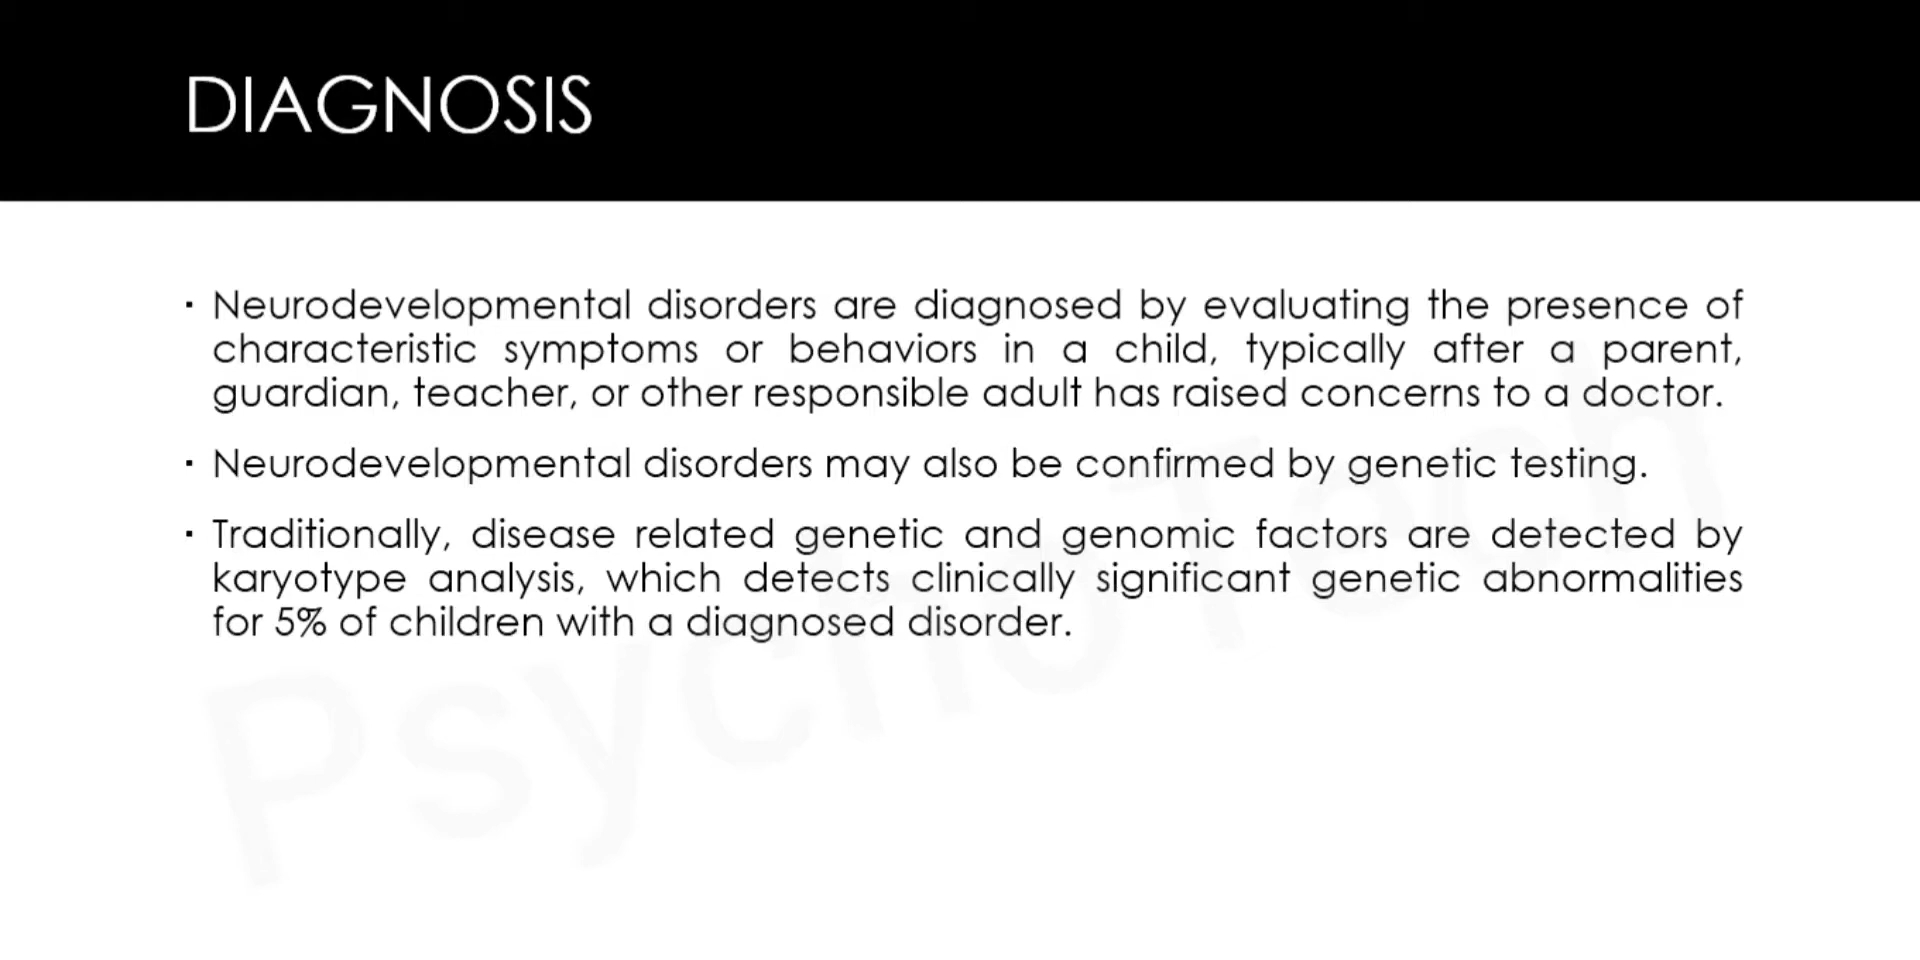 DIAGNOSIS
▪ Neurodevelopmental disorders are diagnosed by evaluating the presence of
characteristic symptoms or behaviors in a child, typically after a parent,
guardian, teacher, or other responsible adult has raised concerns to a doctor.
▪ Neurodevelopmental disorders may also be confirmed by genetic testing.
▪ Traditionally, disease related genetic and genomic factors are detected by
karyotype analysis, which detects clinically significant genetic abnormalities
for 5% of children with a diagnosed disorder.
PsychoTech